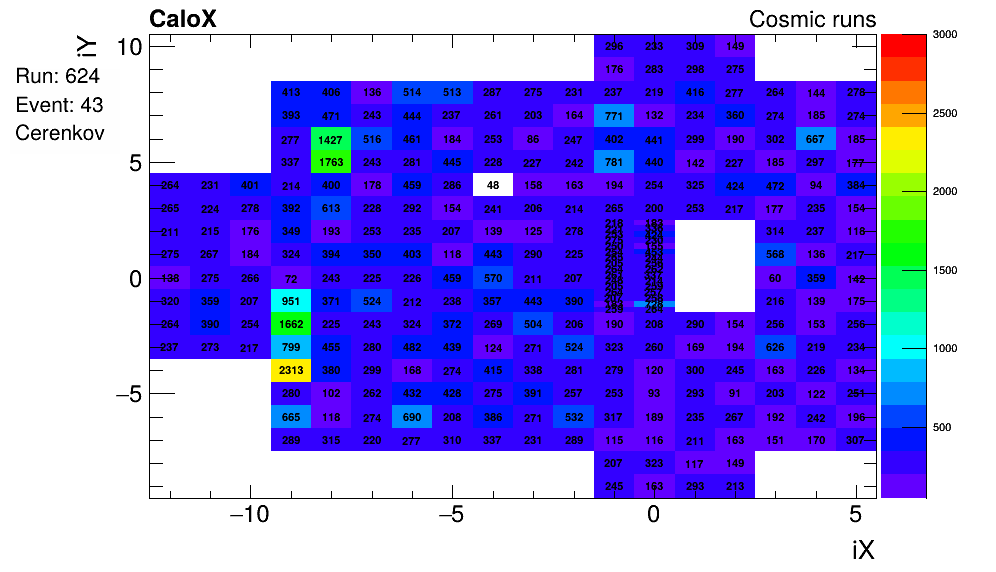 CaloX Cosmic runs
iY
Run: 624
Event: 43
Cerenkov
10
5
0
−5
−10 −5 0 5
iX
3000
2500
2000
1500
1000
500
296 233 309 149
176 283 298 275
413 406 136 514 513 287 275 231 237 219 416 277 264 144 276
393 471 243 444 237 261 203 164 771 132 234 360 274 185 274
277 1427 516 461 184 253 86 247 402 441 299 190 302 667 185
337 1763 243 281 445 228 227 242 781 440 142 227 185 297 177
264 231 401 214 400 178 459 286 48 158 163 194 254 325 424 472 94 384
265 224 276 392 613 226 292 154 241 206 214 265 200 253 217 177 235 154
211 215 176 349 193 253 235 207 139 125 278 314 237 118
275 267 184 324 394 350 403 118 443 290 225 568 136 217
138 275 266 72 243 225 226 459 570 211 207 60 359 142
320 359 207 951 371 524 212 238 357 443 390 216 139 175
264 390 254 1662 225 243 324 372 269 504 206 190 208 290 154 256 153 256
237 273 217 799 455 280 482 439 124 271 524 323 260 169 194 626 219 234
2313 380 299 166 274 415 338 281 279 120 300 245 163 226 134
280 102 262 432 428 275 391 257 253 93 293 91 203 122 251
665 118 274 690 208 386 271 532 317 189 235 267 192 242 196
289 315 220 277 310 337 231 269 115 116 211 163 151 170 307
207 323 117 149
245 163 293 213